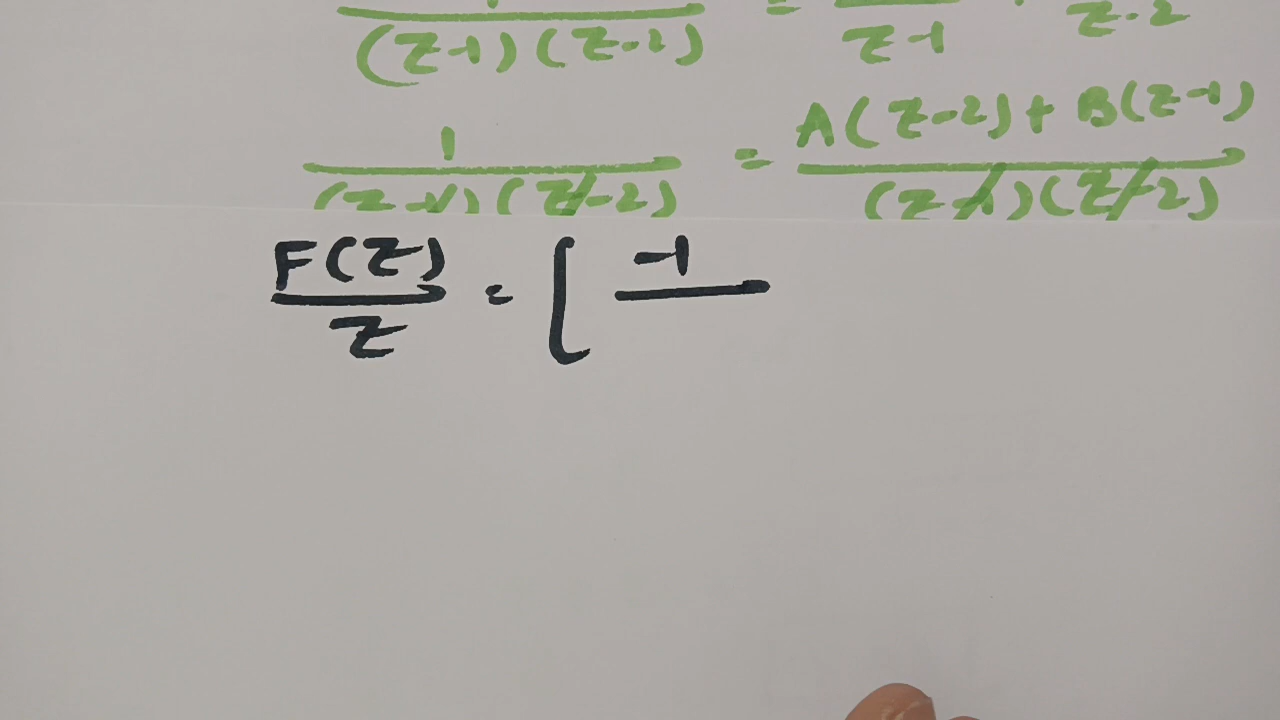 (Z-1)(Z-2) = Z-1 Z-2
1/(Z-1)(Z-2) = A(Z-2)+B(Z-1)/(Z-1)(Z-2)
F(Z)/Z = [ -1